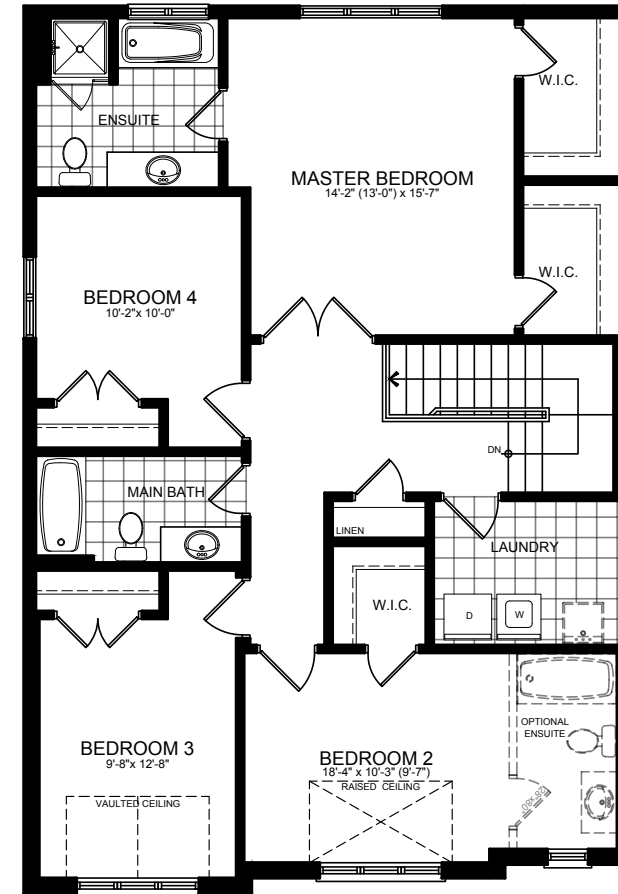 W.I.C.
ENSUITE
MASTER BEDROOM
14'-2" (13'-0") x 15'-7"
W.I.C.
BEDROOM 4
10'-2"x 10'-0"
DN
MAIN BATH
LINEN
LAUNDRY
W.I.C.
D
W
OPTIONAL
ENSUITE
BEDROOM 3
9'-8"x 12'-8"
VAULTED CEILING
BEDROOM 2
18'-4" x 10'-3" (9'-7")
RAISED CEILING